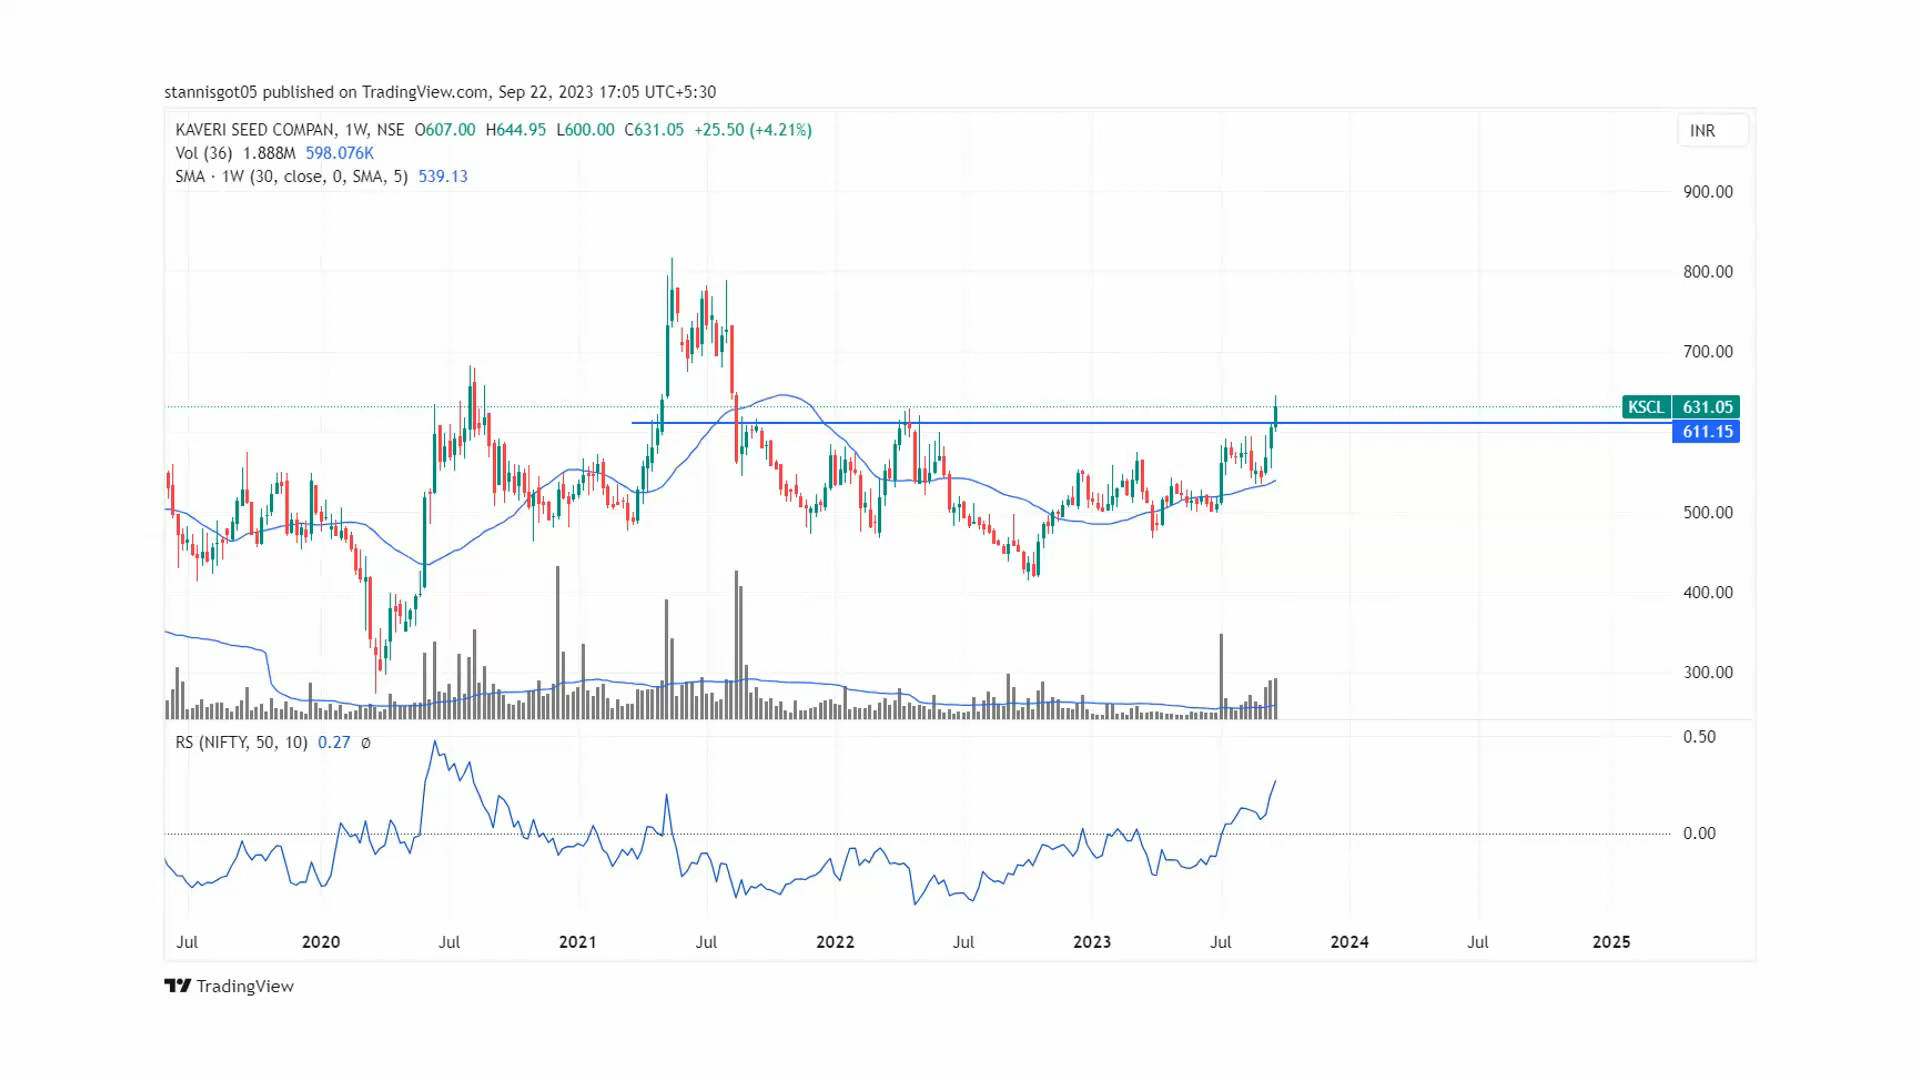 stannisgot05 published on TradingView.com, Sep 22, 2023 17:05 UTC+5:30
KAVERI SEED COMPAN, 1W, NSE O607.00 H644.95 L600.00 C631.05 +25.50 (+4.21%)
INR
Vol (36) 1.888M 598.076K
SMA · 1W (30, close, 0, SMA, 5) 539.13
900.00
800.00
700.00
KSCL 631.05
611.15
500.00
400.00
300.00
RS (NIFTY, 50, 10) 0.27 ∅
0.50
0.00
Jul 2020 Jul 2021 Jul 2022 Jul 2023 Jul 2024 Jul 2025
TradingView